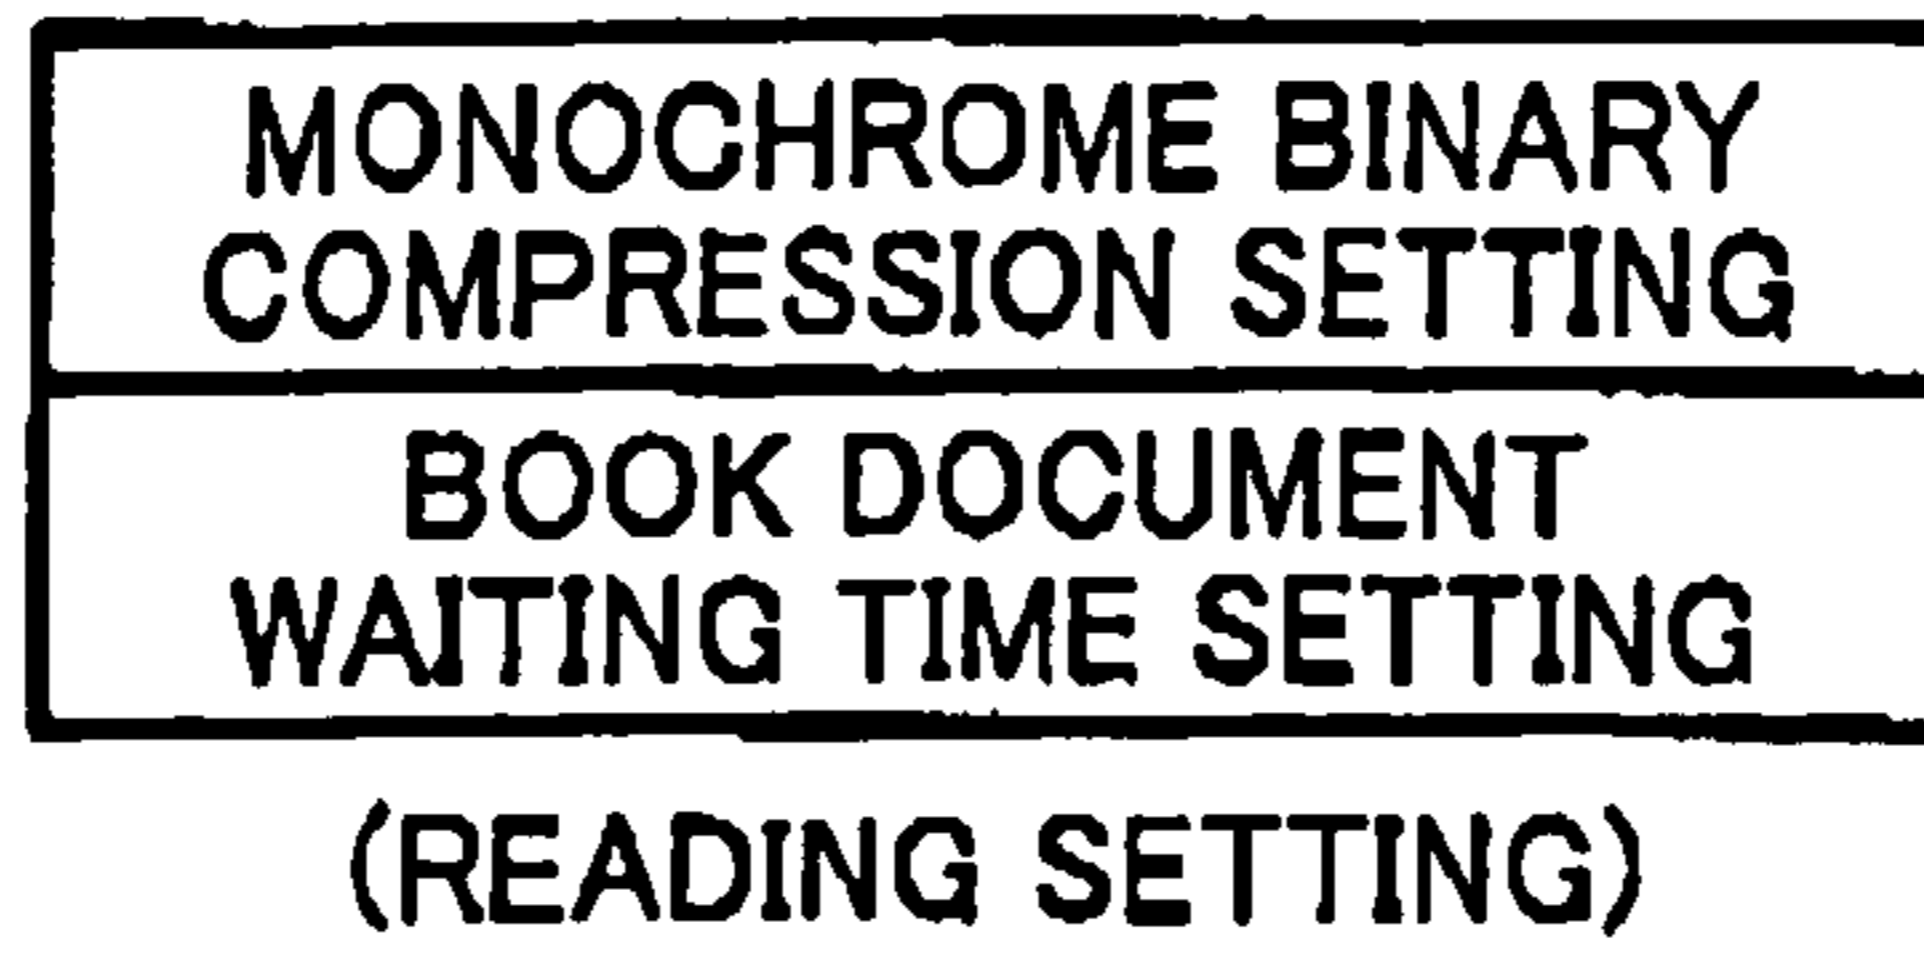 MONOCHROME BINARY
COMPRESSION SETTING
BOOK DOCUMENT
WAITING TIME SETTING
(READING SETTING)